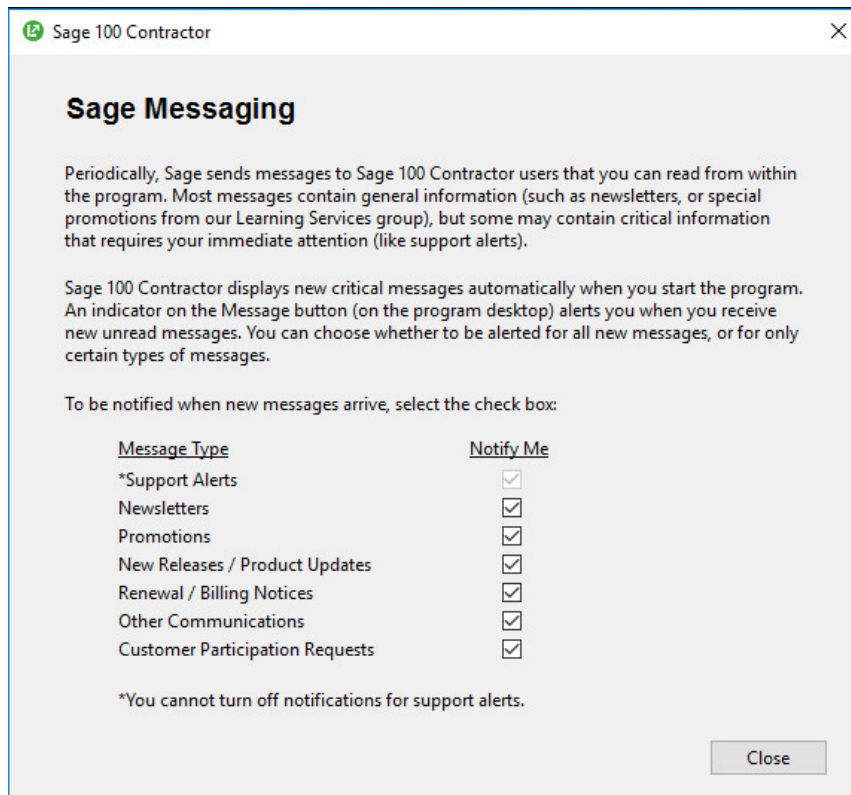 Sage 100 Contractor
Sage Messaging
Periodically, Sage sends messages to Sage 100 Contractor users that you can read from within
the program. Most messages contain general information (such as newsletters, or special
promotions from our Learning Services group), but some may contain critical information
that requires your immediate attention (like support alerts).
Sage 100 Contractor displays new critical messages automatically when you start the program.
An indicator on the Message button (on the program desktop) alerts you when you receive
new unread messages. You can choose whether to be alerted for all new messages, or for only
certain types of messages.
To be notified when new messages arrive, select the check box:
Message Type Notify Me
*Support Alerts
Newsletters
Promotions
New Releases / Product Updates
Renewal / Billing Notices
Other Communications
Customer Participation Requests
*You cannot turn off notifications for support alerts.
Close